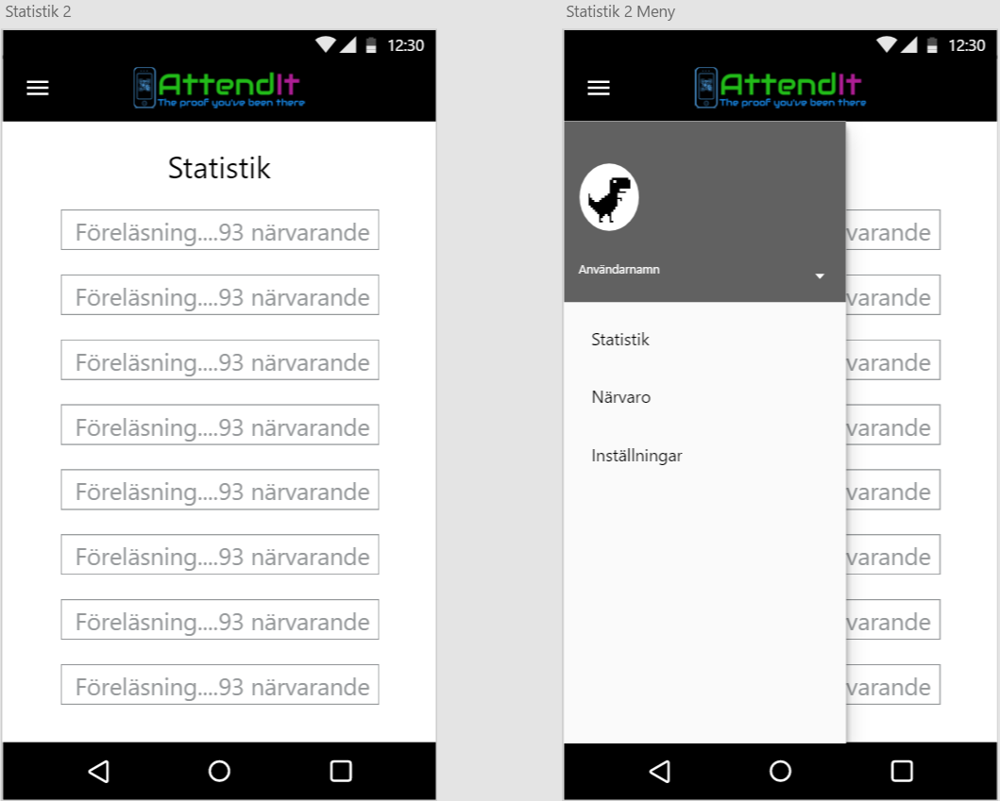 Statistik 2
12:30
AttendIt
The proof you've been there
Statistik
Föreläsning....93 närvarande
Föreläsning....93 närvarande
Föreläsning....93 närvarande
Föreläsning....93 närvarande
Föreläsning....93 närvarande
Föreläsning....93 närvarande
Föreläsning....93 närvarande
Föreläsning....93 närvarande
Statistik 2 Meny
12:30
AttendIt
The proof you've been there
Användarnamn
Statistik
Närvaro
Inställningar
varande
varande
varande
varande
varande
varande
varande
varande